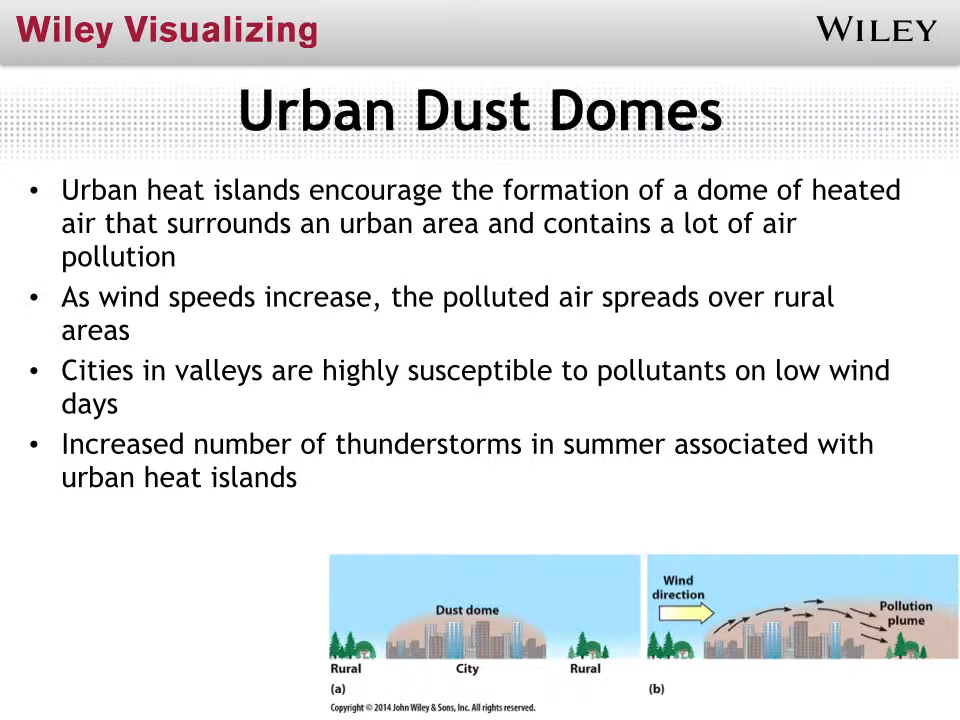 Wiley Visualizing
WILEY
Urban Dust Domes
• Urban heat islands encourage the formation of a dome of heated
air that surrounds an urban area and contains a lot of air
pollution
• As wind speeds increase, the polluted air spreads over rural
areas
• Cities in valleys are highly susceptible to pollutants on low wind
days
• Increased number of thunderstorms in summer associated with
urban heat islands
Dust dome
Rural
City
Rural
(a)
Wind
direction
Pollution
plume
(b)
Copyright © 2014 John Wiley & Sons, Inc. All rights reserved.